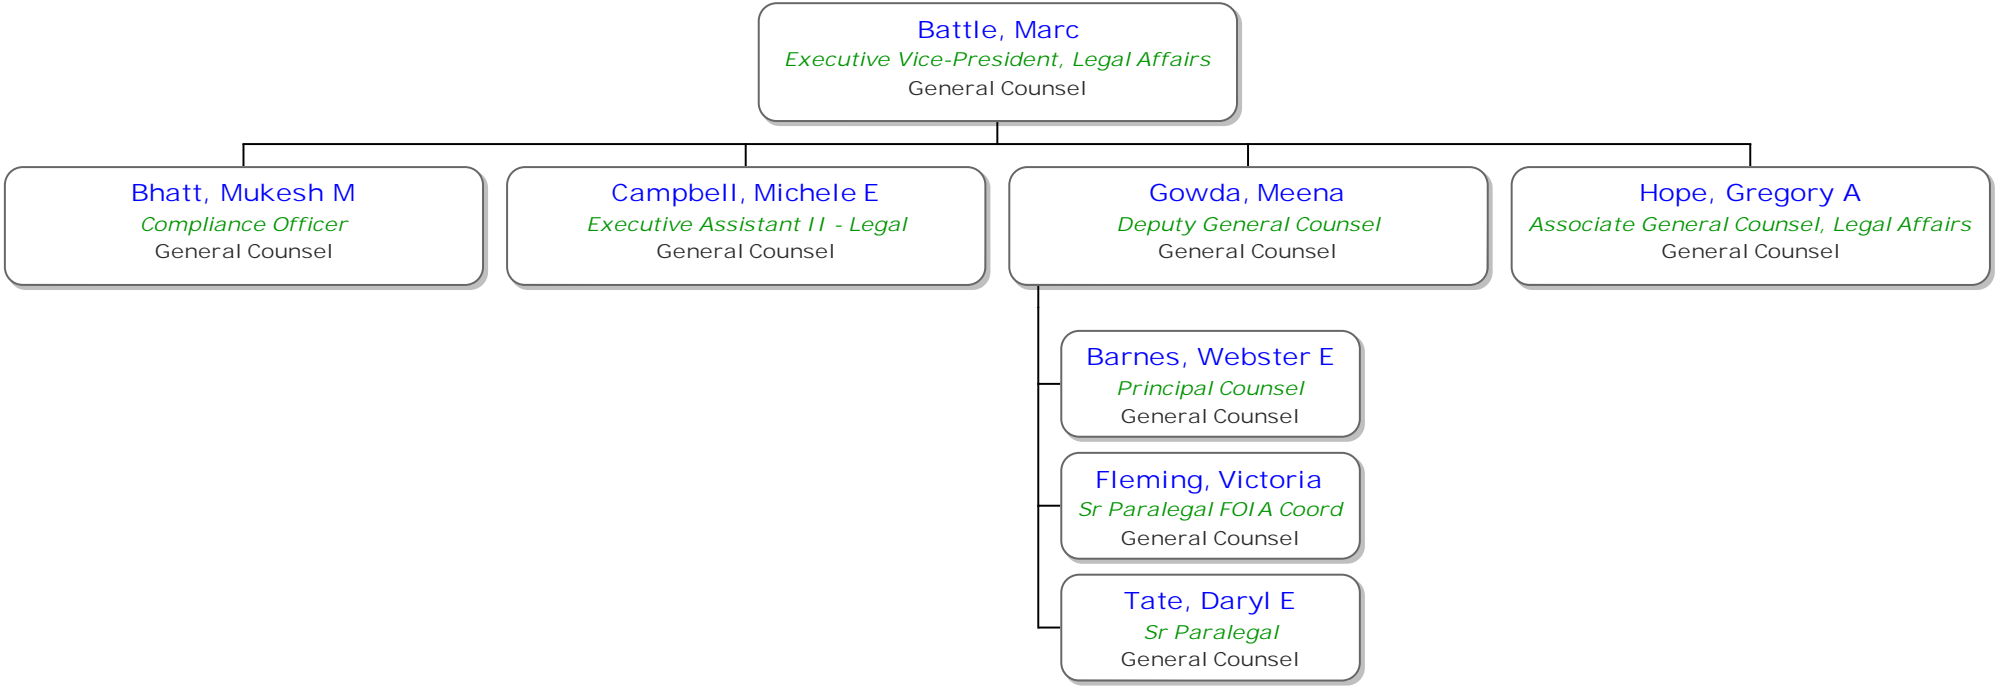 Battle, Marc
Executive Vice-President, Legal Affairs
General Counsel
Bhatt, Mukesh M
Compliance Officer
General Counsel
Campbell, Michele E
Executive Assistant II - Legal
General Counsel
Gowda, Meena
Deputy General Counsel
General Counsel
Hope, Gregory A
Associate General Counsel, Legal Affairs
General Counsel
Barnes, Webster E
Principal Counsel
General Counsel
Fleming, Victoria
Sr Paralegal FOIA Coord
General Counsel
Tate, Daryl E
Sr Paralegal
General Counsel